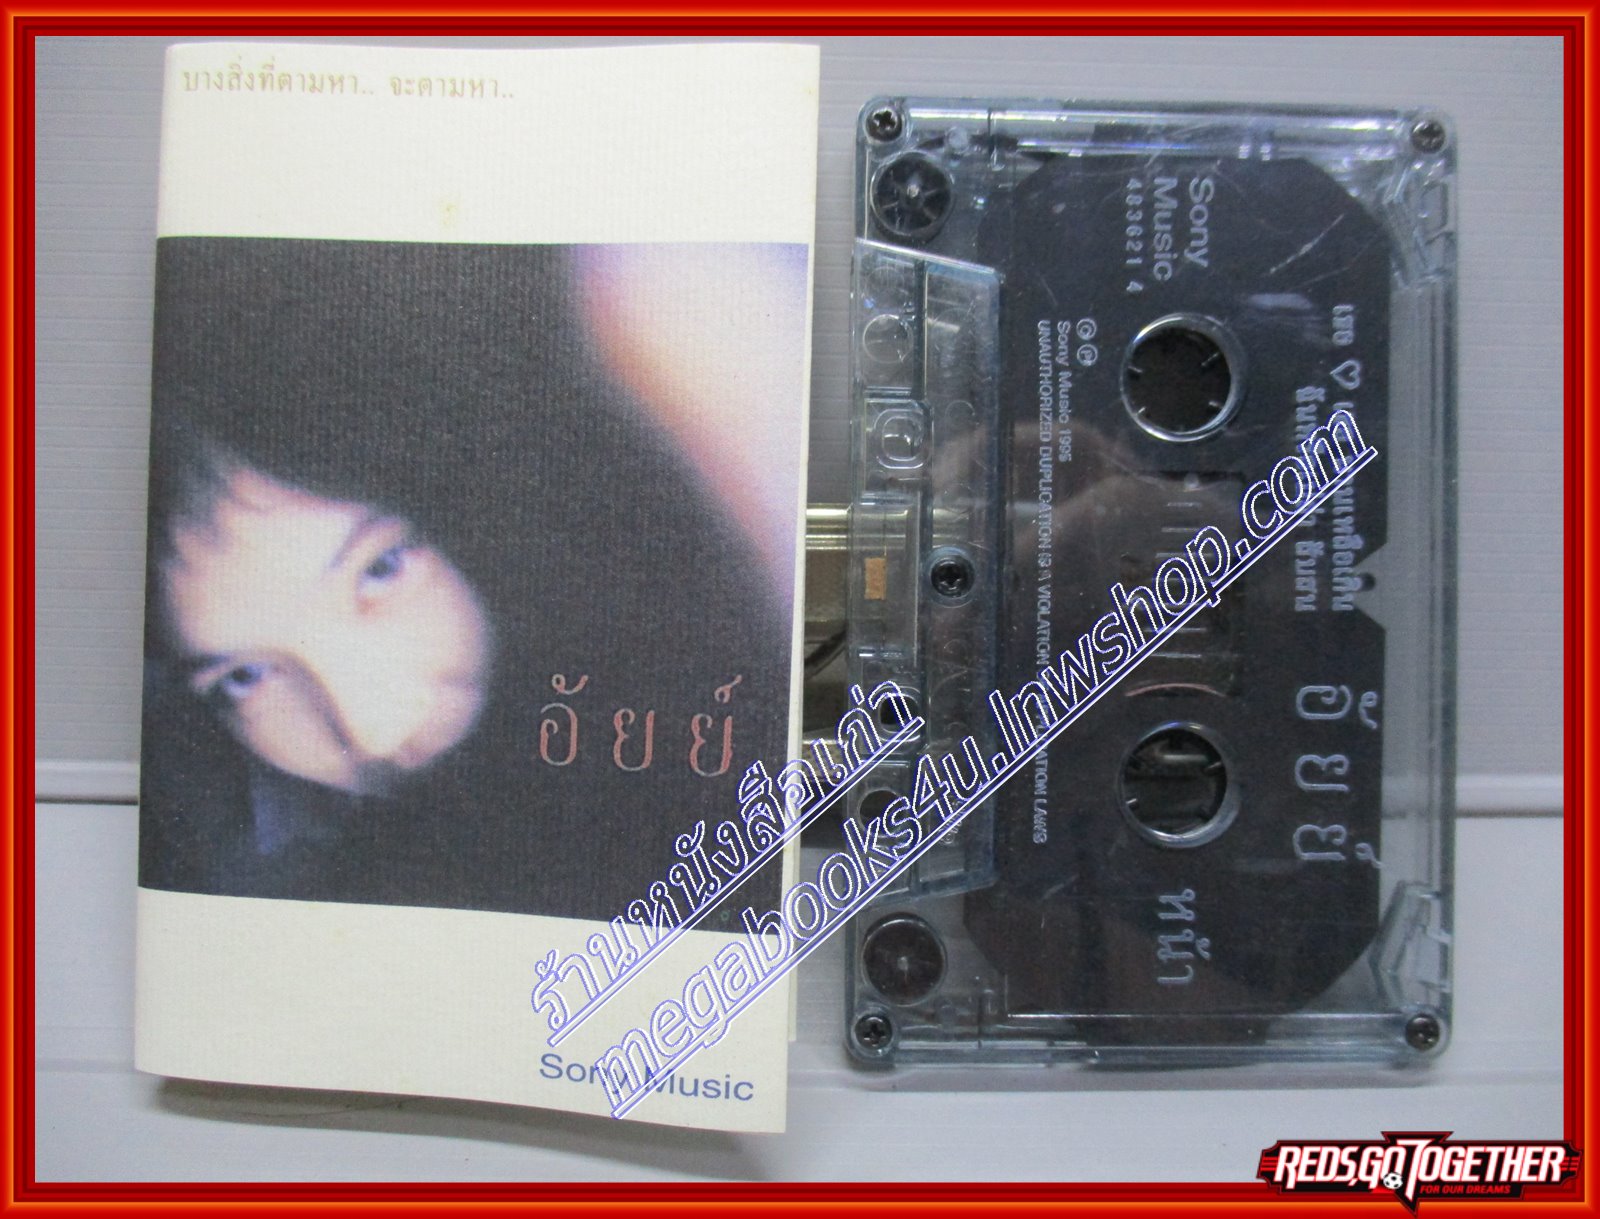 บางสิ่งที่ตามหา.. จะตามหา..
อัยย์
Sony Music
Sony
Music
483621 4
Sony Music 1995
UNAUTHORIZED DUPLICATION IS A VIOLATION LAWS
อัยย์
หน้า
ร้านหนังสือเก่า
megabooks4u.lnwshop.com
REDS,GO TOGETHER
FOR OUR DREAMS